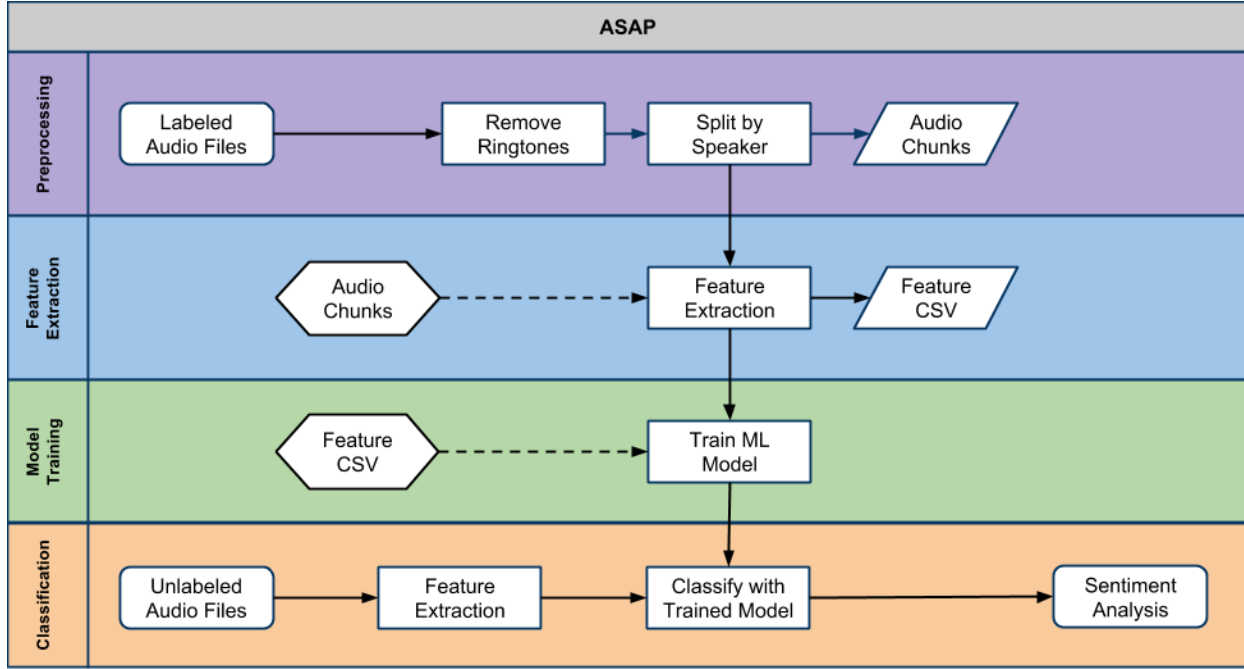 ASAP
Preprocessing
Labeled
Audio Files
Remove
Ringtones
Split by
Speaker
Audio
Chunks
Feature
Extraction
Audio
Chunks
Feature
Extraction
Feature
CSV
Model
Training
Feature
CSV
Train ML
Model
Classification
Unlabeled
Audio Files
Feature
Extraction
Classify with
Trained Model
Sentiment
Analysis